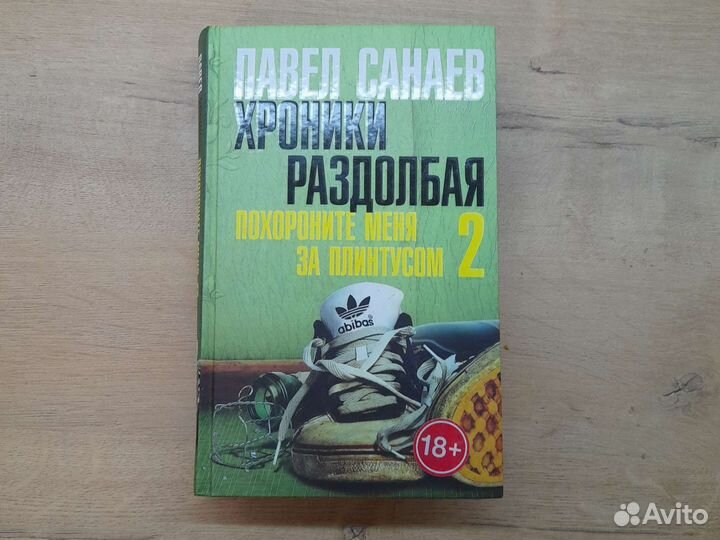 ПАВЕЛ САНАЕВ
ХРОНИКИ
РАЗДОЛБАЯ
ПОХОРОНИТЕ МЕНЯ
ЗА ПЛИНТУСОМ 2
abibas
18+
Avito